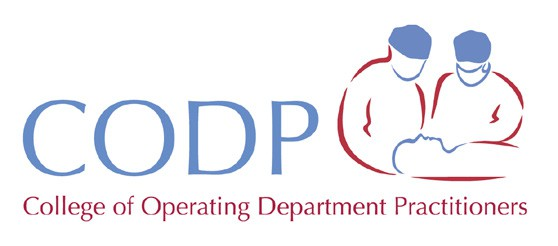 CODP
College of Operating Department Practitioners